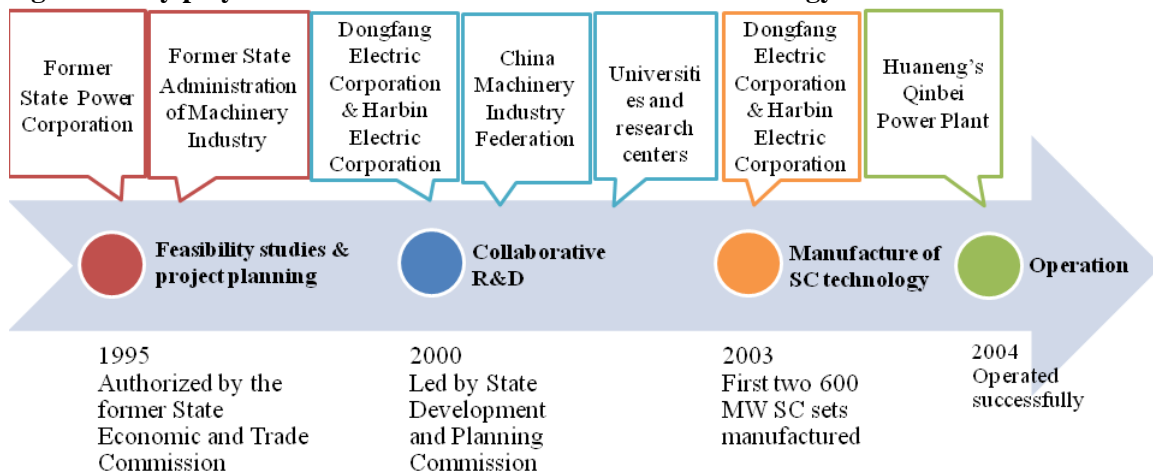 Former
State Power
Corporation
Former State
Administration
of Machinery
Industry
Dongfang
Electric
Corporation
& Harbin
Electric
Corporation
China
Machinery
Industry
Federation
Universiti
es and
research
centers
Dongfang
Electric
Corporation
& Harbin
Electric
Corporation
Huaneng's
Qinbei
Power Plant
Feasibility studies &
project planning
Collaborative
R&D
Manufacture of
SC technology
Operation
1995
Authorized by the
former State
Economic and Trade
Commission
2000
Led by State
Development
and Planning
Commission
2003
First two 600
MW SC sets
manufactured
2004
Operated
successfully